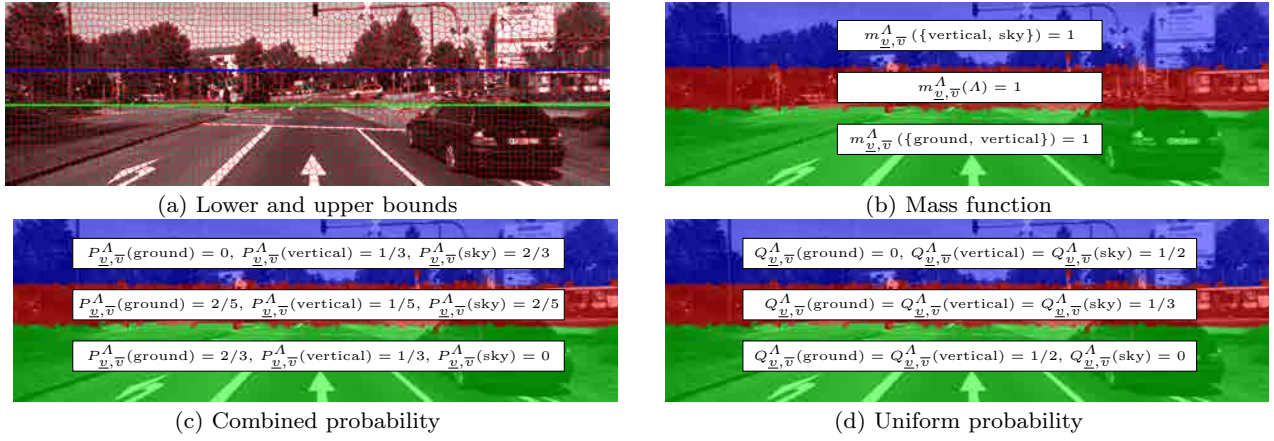 m^Λ_{v̲,v̅}({vertical, sky}) = 1
m^Λ_{v̲,v̅}(Λ) = 1
m^Λ_{v̲,v̅}({ground, vertical}) = 1
(a) Lower and upper bounds
(b) Mass function
P^Λ_{v̲,v̅}(ground) = 0, P^Λ_{v̲,v̅}(vertical) = 1/3, P^Λ_{v̲,v̅}(sky) = 2/3
P^Λ_{v̲,v̅}(ground) = 2/5, P^Λ_{v̲,v̅}(vertical) = 1/5, P^Λ_{v̲,v̅}(sky) = 2/5
P^Λ_{v̲,v̅}(ground) = 2/3, P^Λ_{v̲,v̅}(vertical) = 1/3, P^Λ_{v̲,v̅}(sky) = 0
(c) Combined probability
Q^Λ_{v̲,v̅}(ground) = 0, Q^Λ_{v̲,v̅}(vertical) = Q^Λ_{v̲,v̅}(sky) = 1/2
Q^Λ_{v̲,v̅}(ground) = Q^Λ_{v̲,v̅}(vertical) = Q^Λ_{v̲,v̅}(sky) = 1/3
Q^Λ_{v̲,v̅}(ground) = Q^Λ_{v̲,v̅}(vertical) = 1/2, Q^Λ_{v̲,v̅}(sky) = 0
(d) Uniform probability